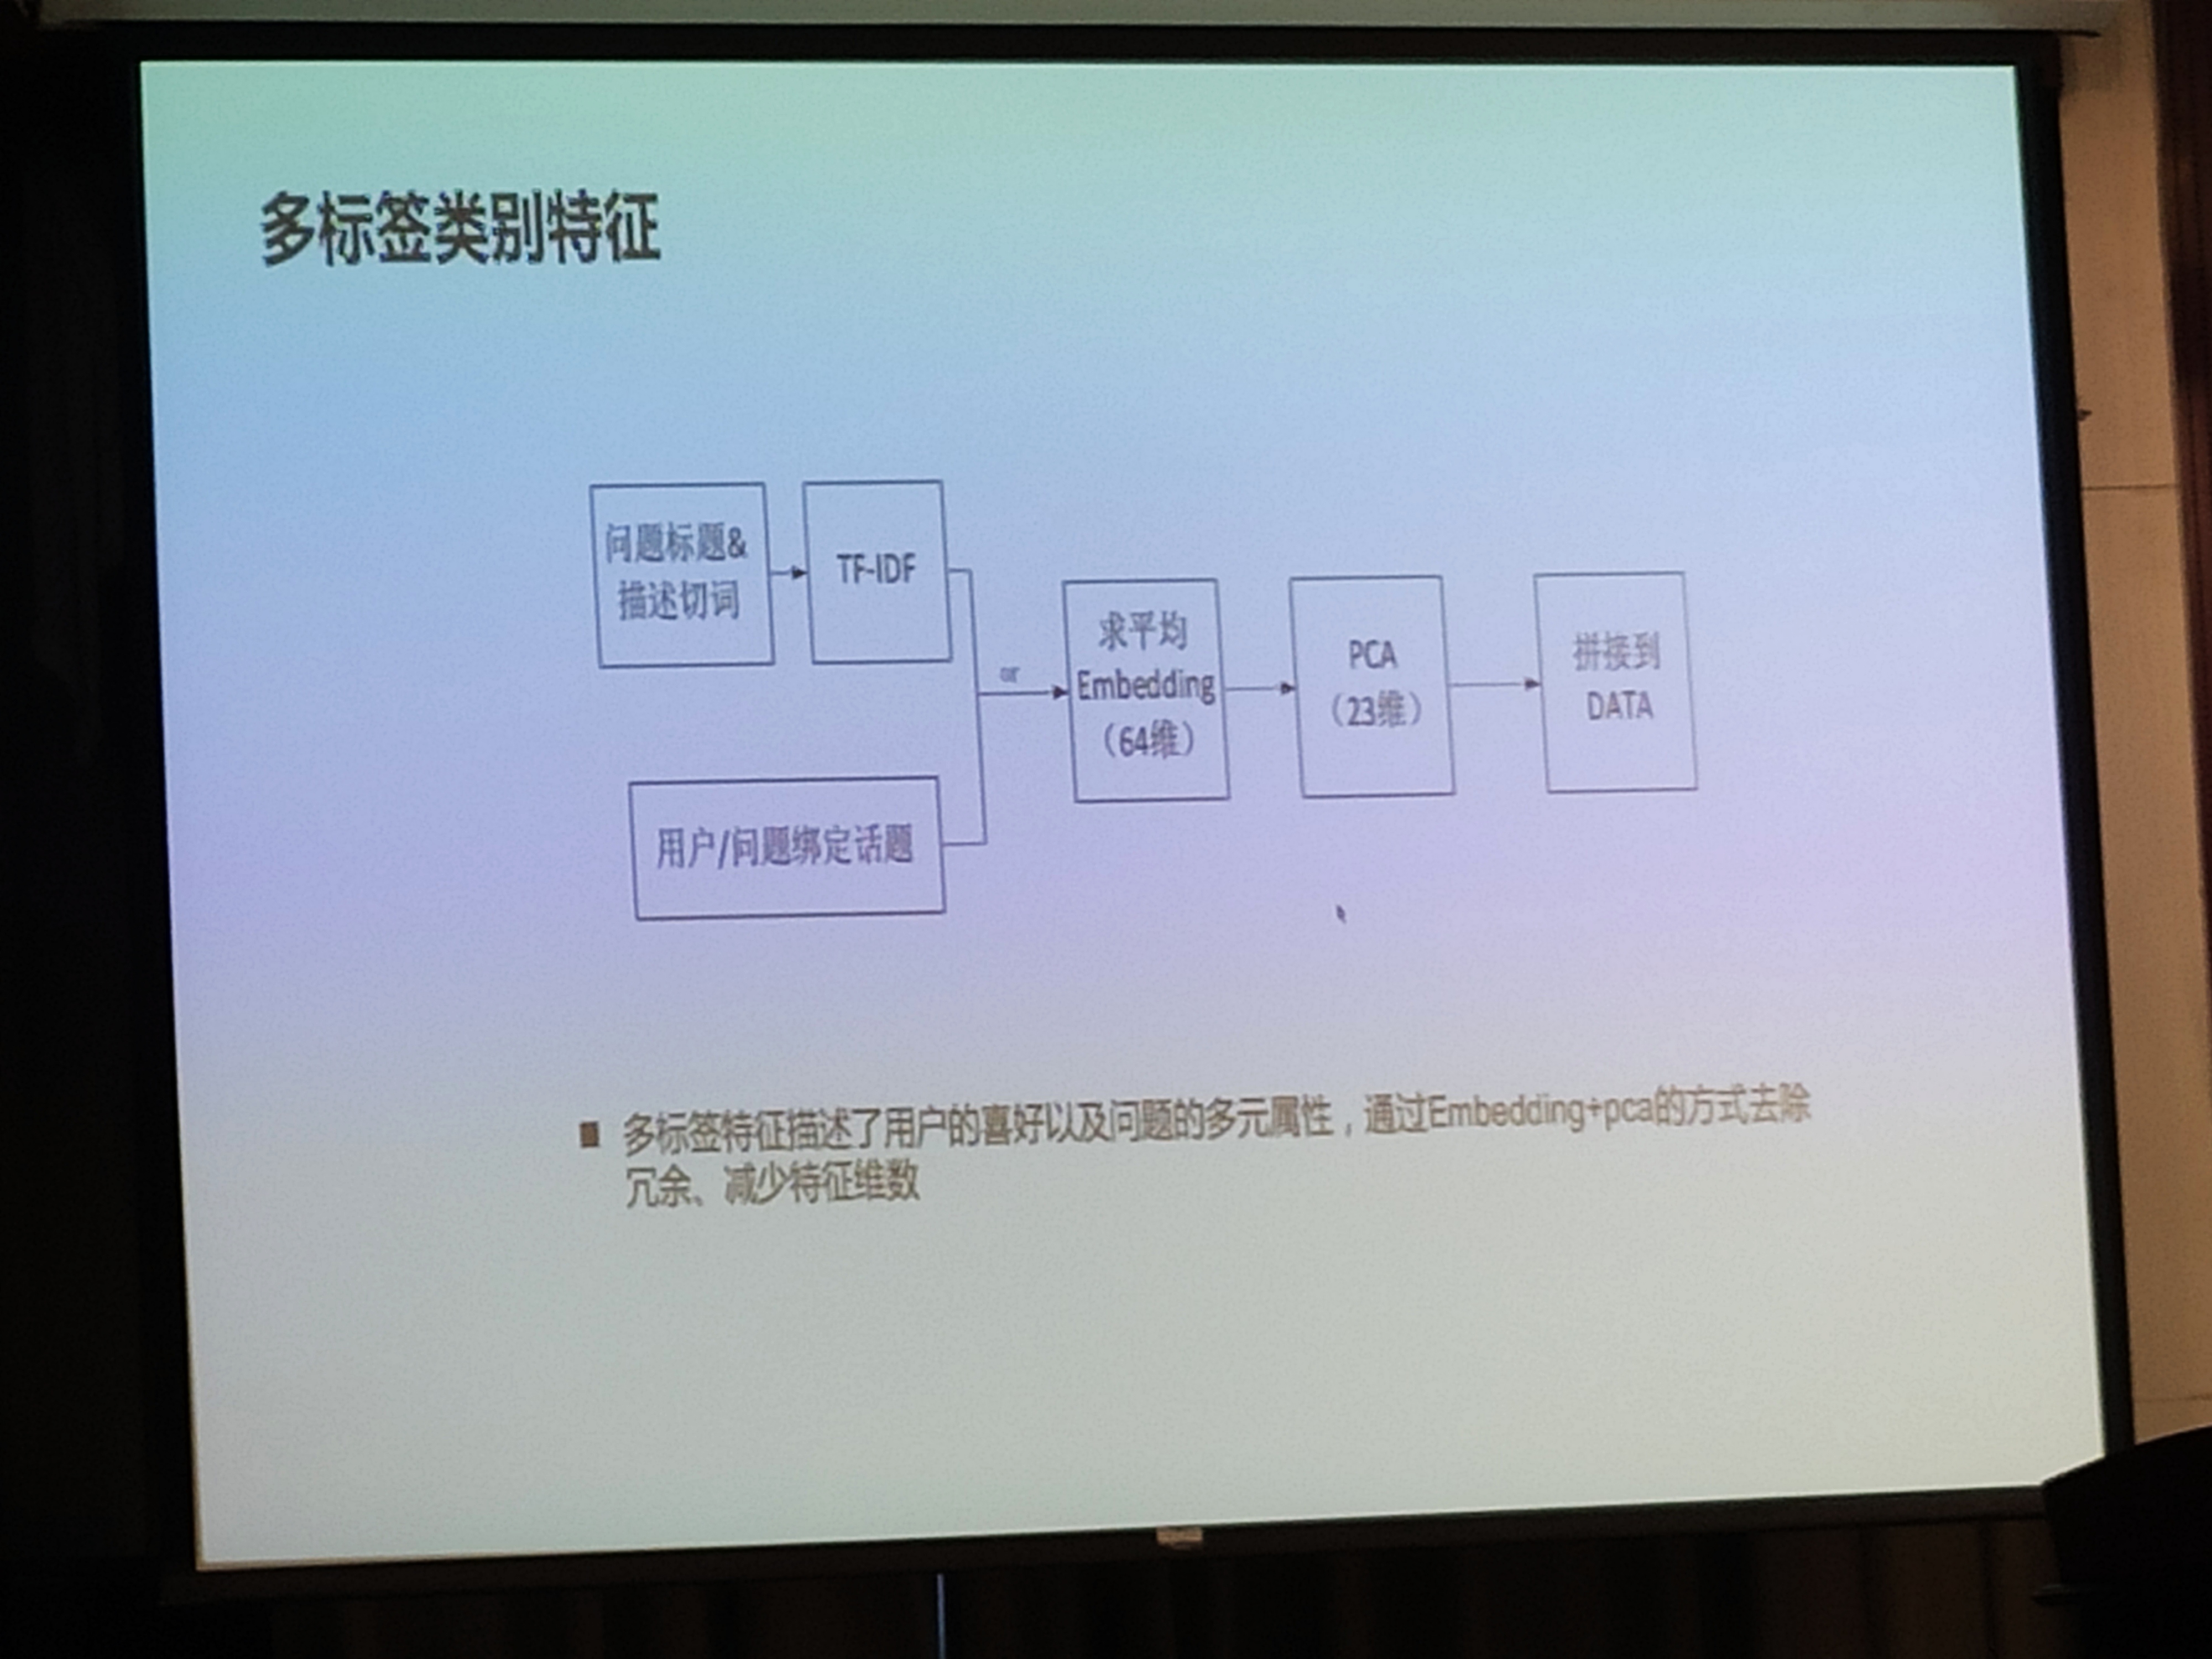 多标签类别特征
问题标题&
描述切词
TF-IDF
or
用户/问题绑定话题
求平均
Embedding
（64维）
PCA
（23维）
拼接到
DATA
多标签特征描述了用户的喜好以及问题的多元属性，通过Embedding+pca的方式去除
冗余、减少特征维数